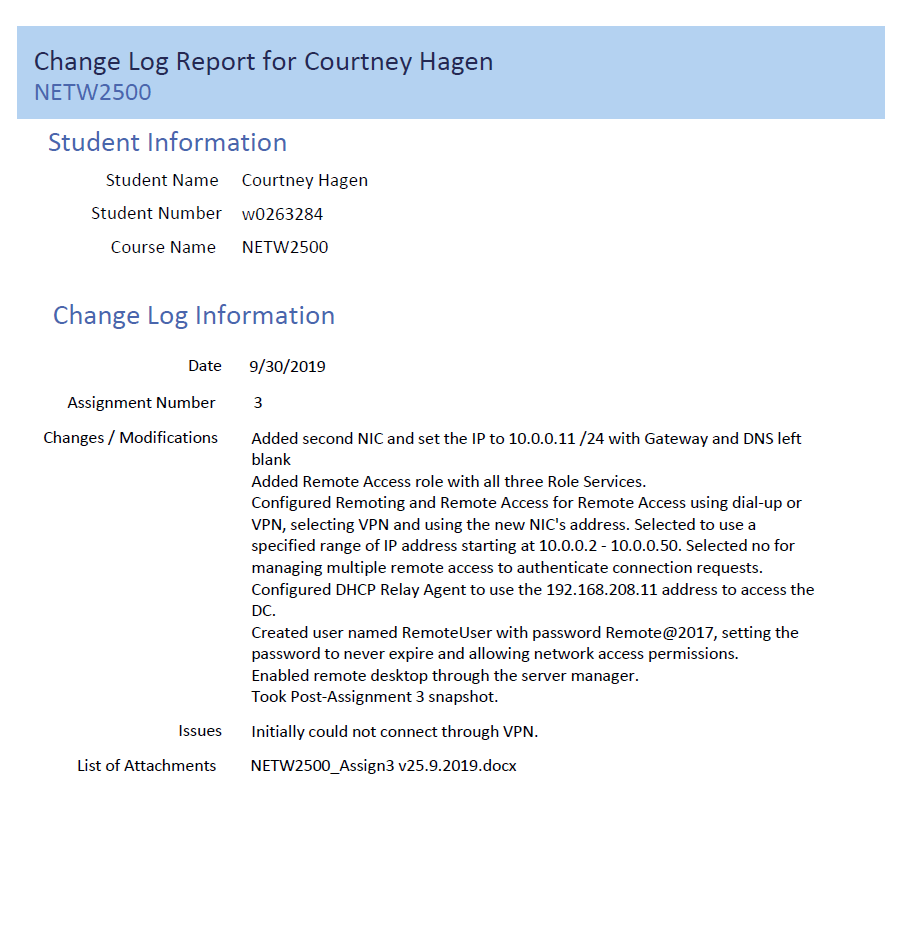 Change Log Report for Courtney Hagen
NETW2500
Student Information
Student Name Courtney Hagen
Student Number w0263284
Course Name NETW2500
Change Log Information
Date 9/30/2019
Assignment Number 3
Changes / Modifications Added second NIC and set the IP to 10.0.0.11 /24 with Gateway and DNS left
blank
Added Remote Access role with all three Role Services.
Configured Remoting and Remote Access for Remote Access using dial-up or
VPN, selecting VPN and using the new NIC's address. Selected to use a
specified range of IP address starting at 10.0.0.2 - 10.0.0.50. Selected no for
managing multiple remote access to authenticate connection requests.
Configured DHCP Relay Agent to use the 192.168.208.11 address to access the
DC.
Created user named RemoteUser with password Remote@2017, setting the
password to never expire and allowing network access permissions.
Enabled remote desktop through the server manager.
Took Post-Assignment 3 snapshot.
Issues Initially could not connect through VPN.
List of Attachments NETW2500_Assign3 v25.9.2019.docx